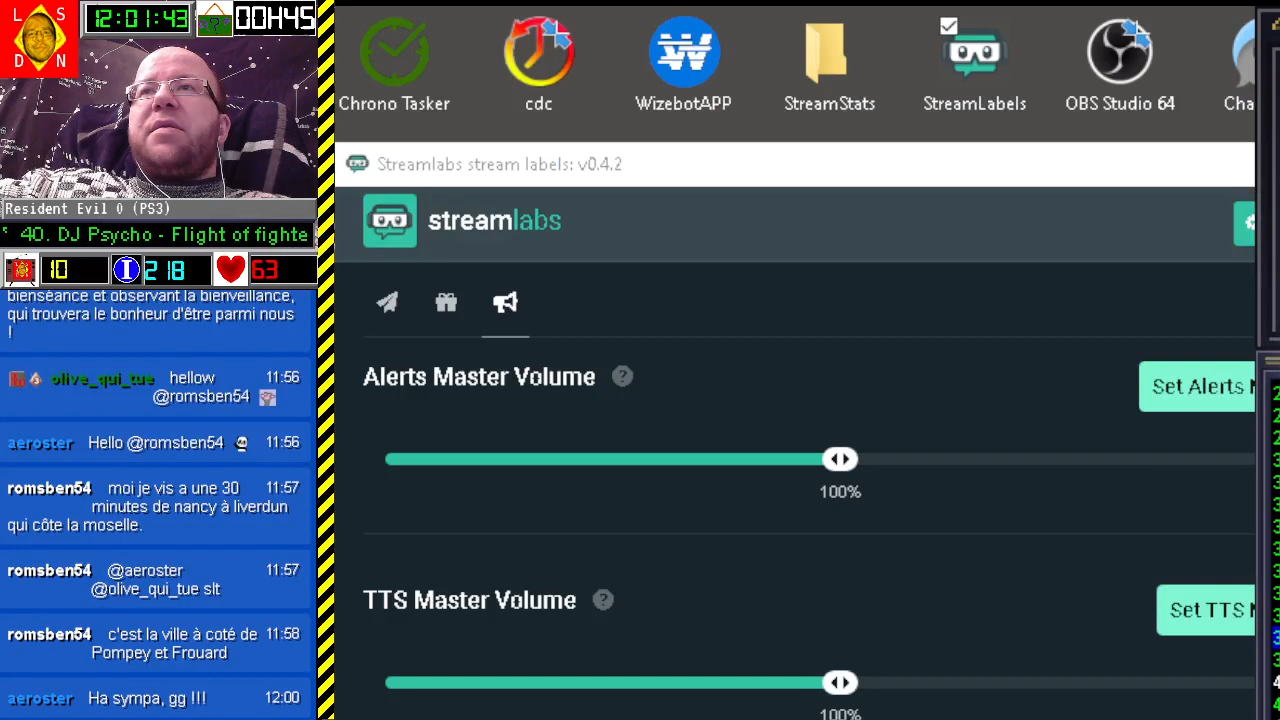 L S
D N
12:01:43
00H45
Resident Evil 0 (PS3)
40. DJ Psycho - Flight of fighte
10
218
63
bienséance et observant la bienveillance,
qui trouvera le bonheur d'être parmi nous
!
olive_qui_tue hellow 11:56
@romsben54
aeroster Hello @romsben54 11:56
romsben54 moi je vis a une 30 11:57
minutes de nancy à liverdun
qui côte la moselle.
romsben54 @aeroster 11:57
@olive_qui_tue slt
romsben54 c'est la ville à coté de 11:58
Pompey et Frouard
aeroster Ha sympa, gg !!! 12:00
Chrono Tasker
cdc
WizebotAPP
StreamStats
StreamLabels
OBS Studio 64
Cha
Streamlabs stream labels: v0.4.2
streamlabs
Alerts Master Volume ?
Set Alerts
100%
TTS Master Volume ?
Set TTS
100%